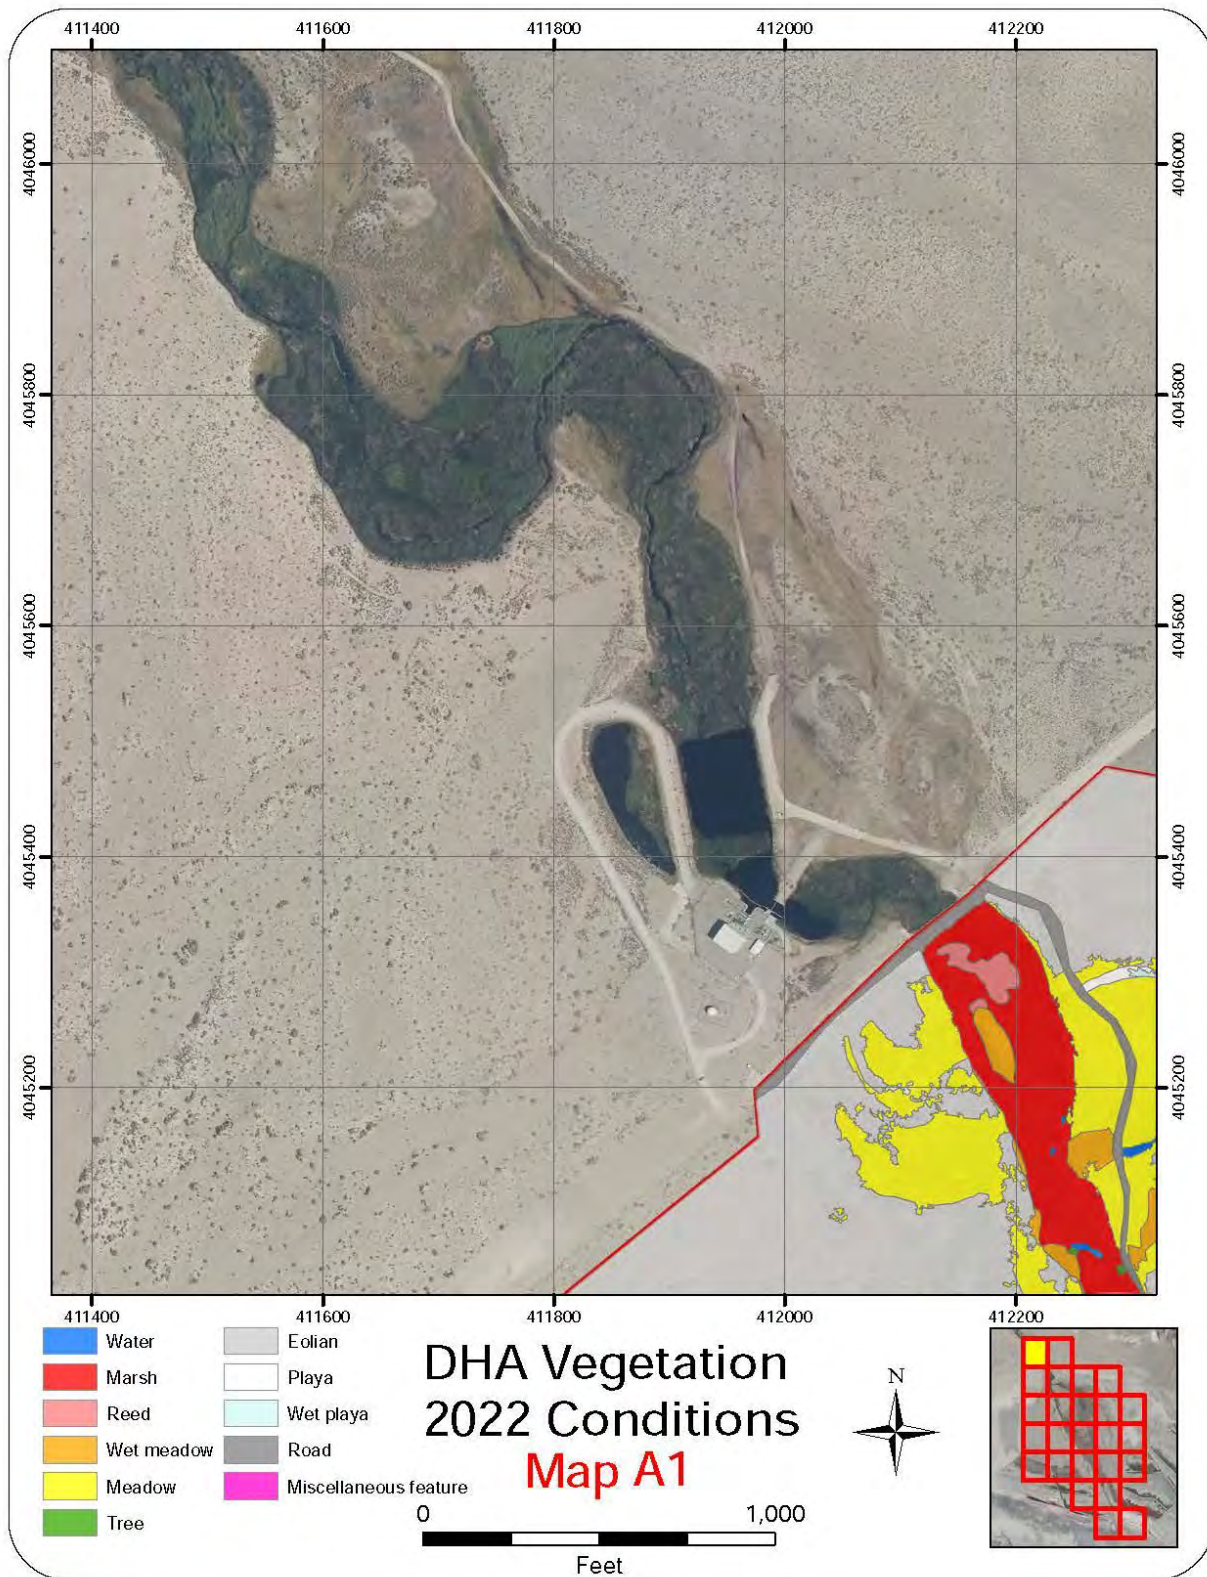 411400
411600
411800
412000
412200
4046000
4046000
4045800
4045800
4045600
4045600
4045400
4045400
4045200
4045200
411400
411600
411800
412000
412200
Water
Marsh
Reed
Wet meadow
Meadow
Tree
Eolian
Playa
Wet playa
Road
Miscellaneous feature
DHA Vegetation
2022 Conditions
Map A1
0 1,000
Feet
N